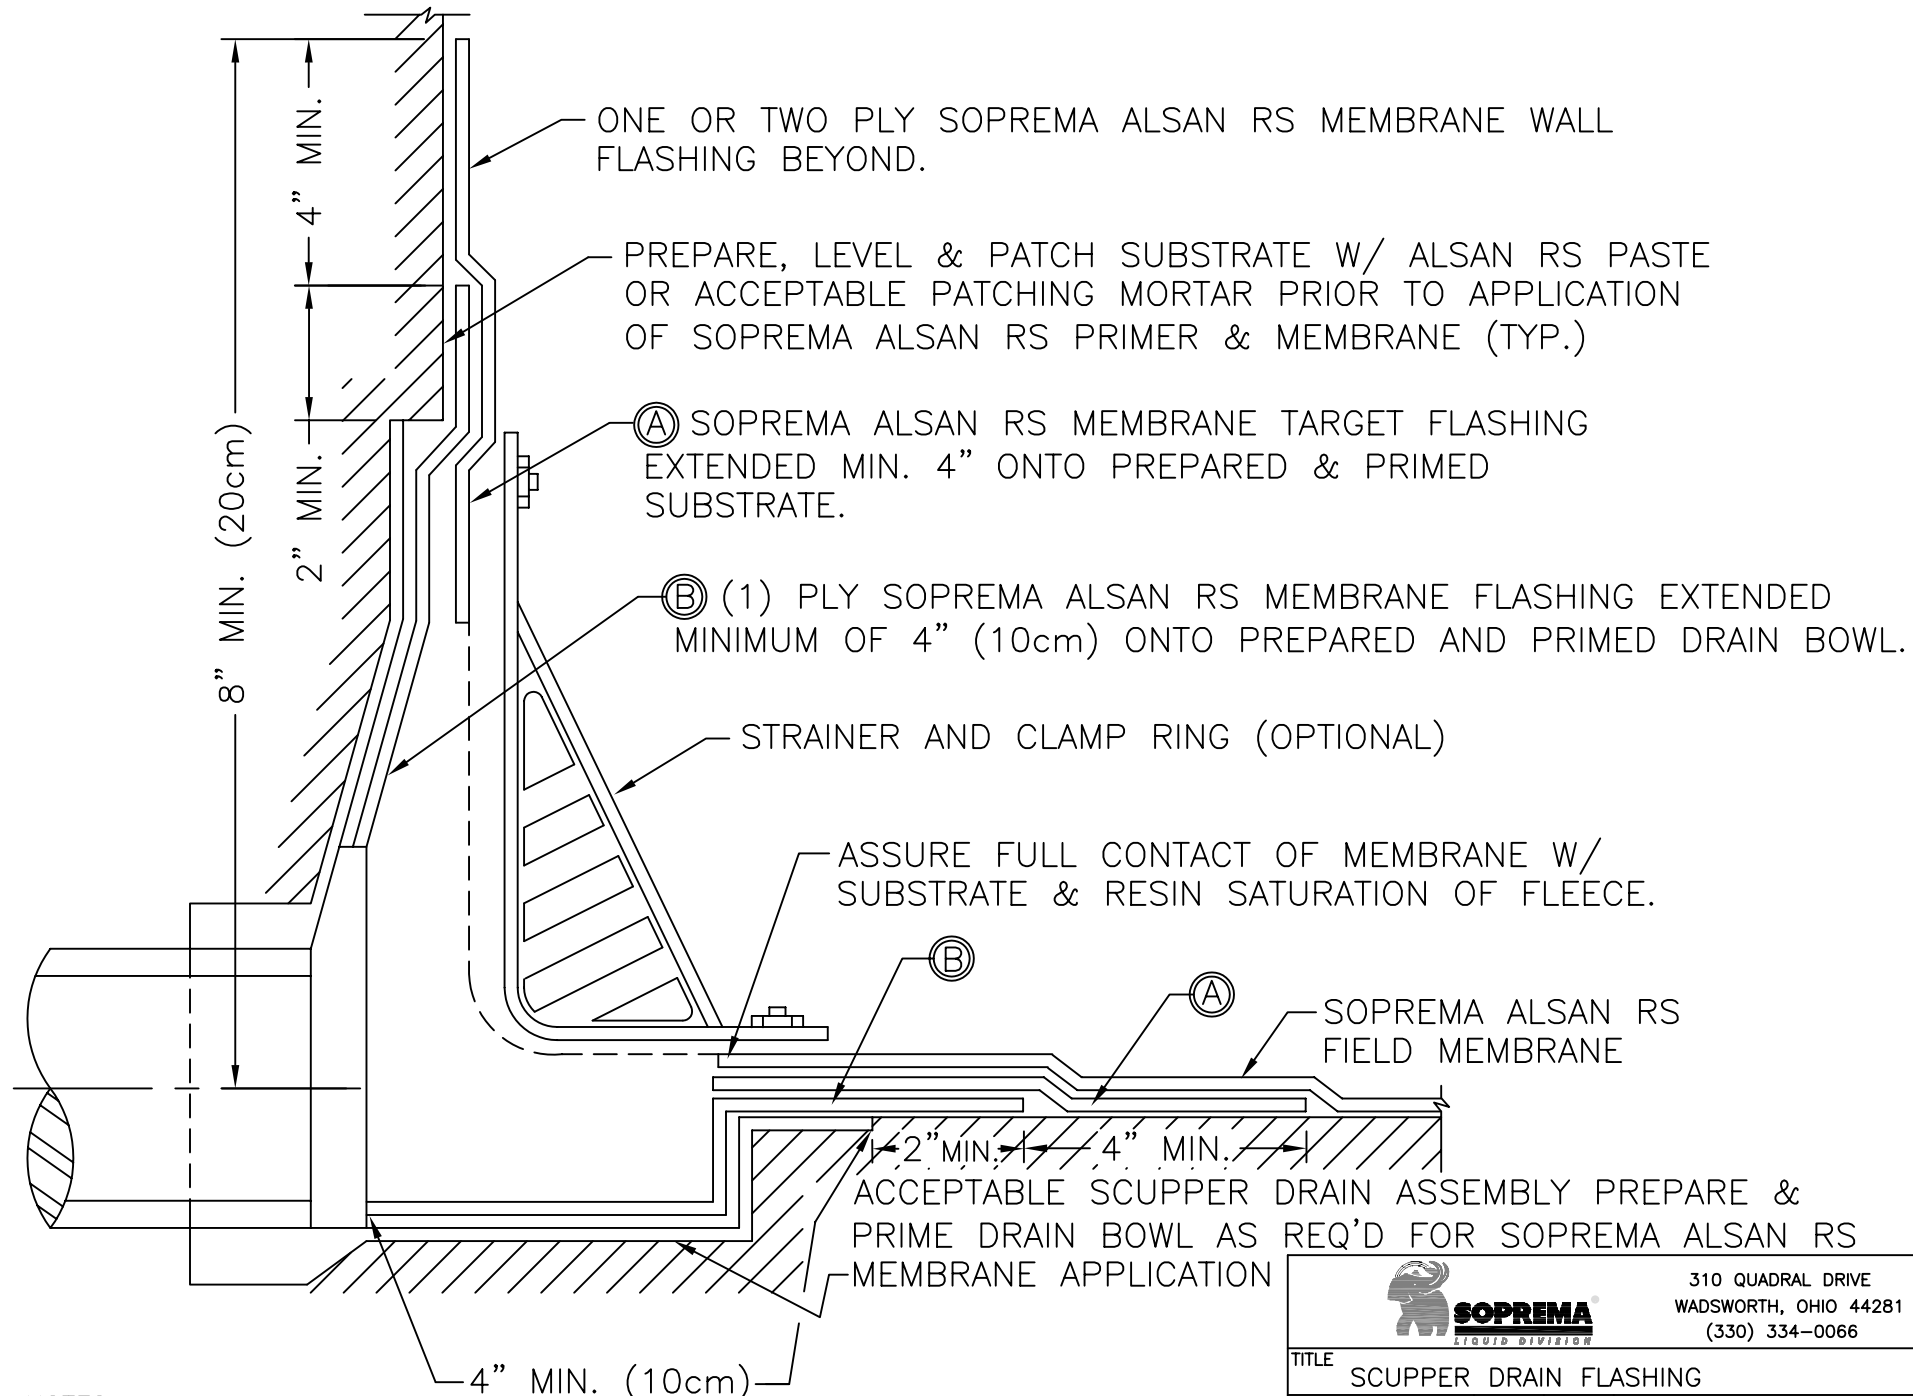 4" MIN.
2" MIN.
8" MIN. (20cm)
ONE OR TWO PLY SOPREMA ALSAN RS MEMBRANE WALL
FLASHING BEYOND.
PREPARE, LEVEL & PATCH SUBSTRATE W/ ALSAN RS PASTE
OR ACCEPTABLE PATCHING MORTAR PRIOR TO APPLICATION
OF SOPREMA ALSAN RS PRIMER & MEMBRANE (TYP.)
A SOPREMA ALSAN RS MEMBRANE TARGET FLASHING
EXTENDED MIN. 4" ONTO PREPARED & PRIMED
SUBSTRATE.
B (1) PLY SOPREMA ALSAN RS MEMBRANE FLASHING EXTENDED
MINIMUM OF 4" (10cm) ONTO PREPARED AND PRIMED DRAIN BOWL.
STRAINER AND CLAMP RING (OPTIONAL)
ASSURE FULL CONTACT OF MEMBRANE W/
SUBSTRATE & RESIN SATURATION OF FLEECE.
B
A
SOPREMA ALSAN RS
FIELD MEMBRANE
2" MIN.
4" MIN.
ACCEPTABLE SCUPPER DRAIN ASSEMBLY PREPARE &
PRIME DRAIN BOWL AS REQ'D FOR SOPREMA ALSAN RS
MEMBRANE APPLICATION
4" MIN. (10cm)
SOPREMA®
LIQUID DIVISION
310 QUADRAL DRIVE
WADSWORTH, OHIO 44281
(330) 334-0066
TITLE
SCUPPER DRAIN FLASHING